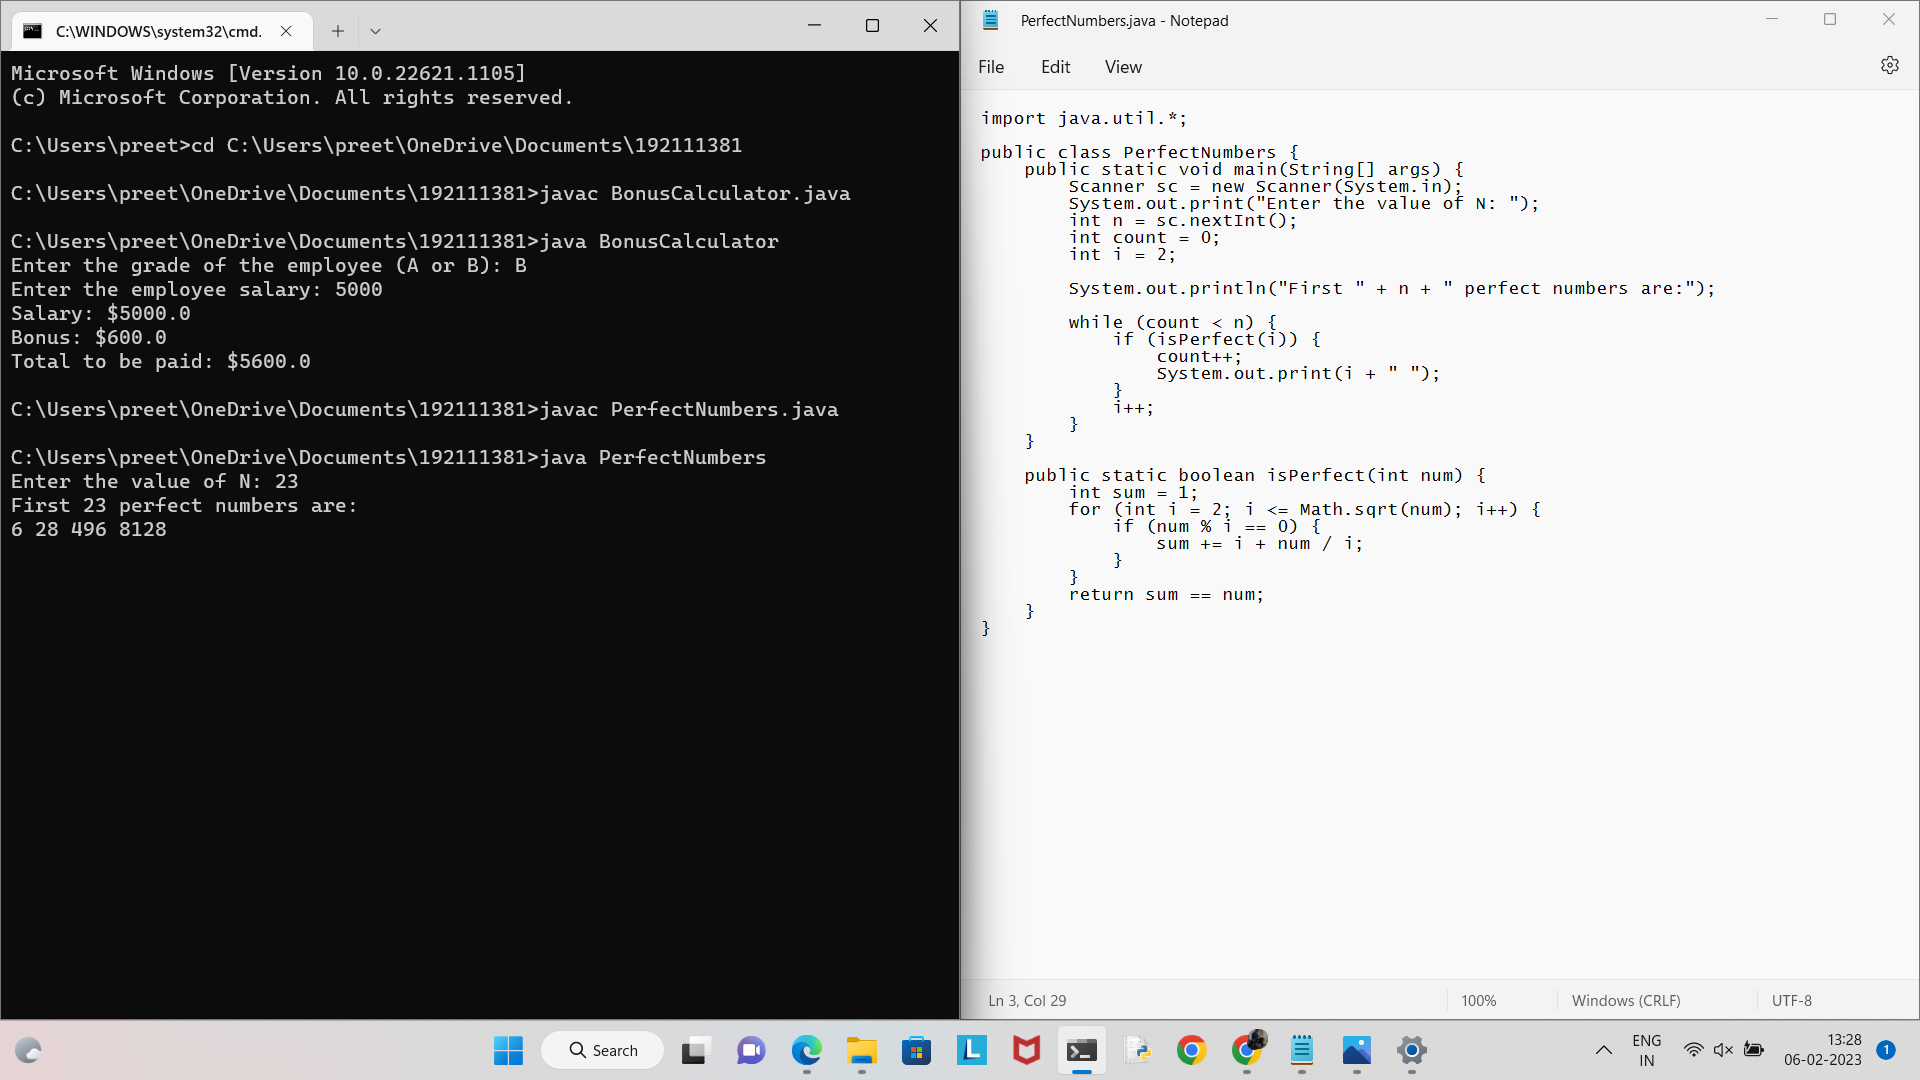 C:\WINDOWS\system32\cmd.
Microsoft Windows [Version 10.0.22621.1105]
(c) Microsoft Corporation. All rights reserved.
C:\Users\preet>cd C:\Users\preet\OneDrive\Documents\192111381
C:\Users\preet\OneDrive\Documents\192111381>javac BonusCalculator.java
C:\Users\preet\OneDrive\Documents\192111381>java BonusCalculator
Enter the grade of the employee (A or B): B
Enter the employee salary: 5000
Salary: $5000.0
Bonus: $600.0
Total to be paid: $5600.0
C:\Users\preet\OneDrive\Documents\192111381>javac PerfectNumbers.java
C:\Users\preet\OneDrive\Documents\192111381>java PerfectNumbers
Enter the value of N: 23
First 23 perfect numbers are:
6 28 496 8128
PerfectNumbers.java - Notepad
File Edit View
import java.util.*;
public class PerfectNumbers {
    public static void main(String[] args) {
        Scanner sc = new Scanner(System.in);
        System.out.print("Enter the value of N: ");
        int n = sc.nextInt();
        int count = 0;
        int i = 2;
        System.out.println("First " + n + " perfect numbers are:");
        while (count < n) {
            if (isPerfect(i)) {
                count++;
                System.out.print(i + " ");
            }
            i++;
        }
    }
    public static boolean isPerfect(int num) {
        int sum = 1;
        for (int i = 2; i <= Math.sqrt(num); i++) {
            if (num % i == 0) {
                sum += i + num / i;
            }
        }
        return sum == num;
    }
}
Ln 3, Col 29 100% Windows (CRLF) UTF-8
Search
L
ENG
IN
13:28
06-02-2023
1